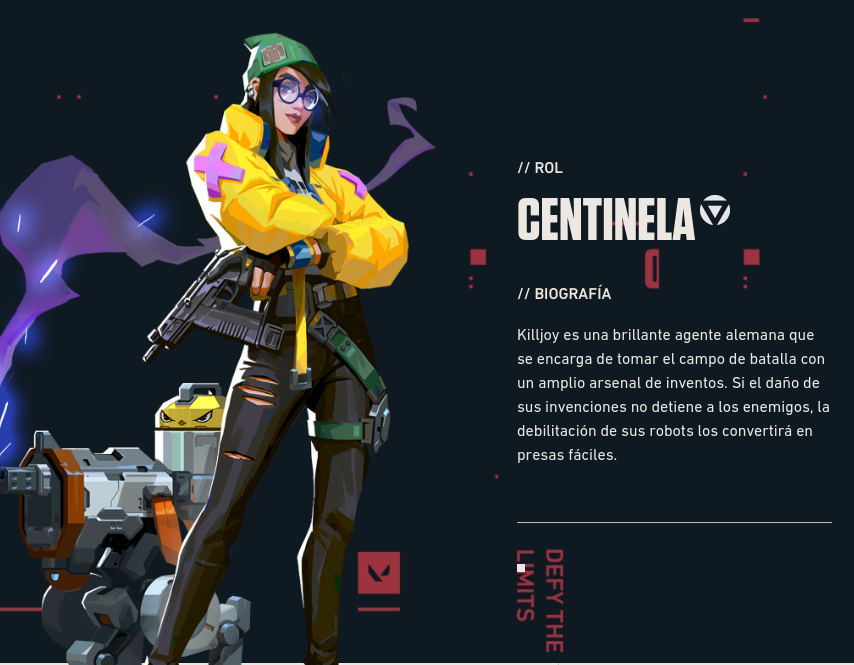 // ROL
CENTINELA
// BIOGRAFÍA
Killjoy es una brillante agente alemana que
se encarga de tomar el campo de batalla con
un amplio arsenal de inventos. Si el daño de
sus invenciones no detiene a los enemigos, la
debilitación de sus robots los convertirá en
presas fáciles.
DEFY THE
LIMITS